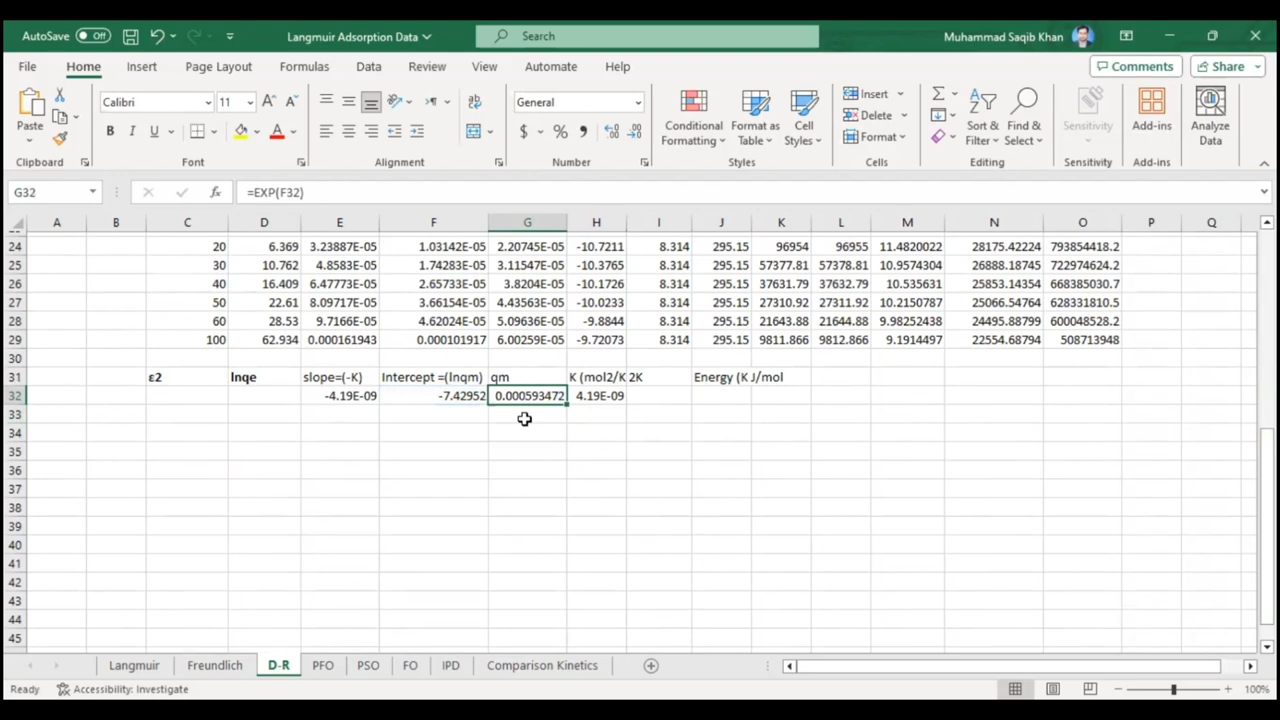 AutoSave Off Langmuir Adsorption Data Search Muhammad Saqib Khan
File Home Insert Page Layout Formulas Data Review View Automate Help Comments Share
Paste Calibri 11 A A ab General Conditional Formatting Format as Table Cell Styles Insert Delete Format Sort & Filter Find & Select Sensitivity Add-ins Analyze Data
B I U A $ %
Clipboard Font Alignment Number Styles Cells Editing Sensitivity Add-ins
G32 fx =EXP(F32)
A B C D E F G H I J K L M N O P Q
24 20 6.369 3.23887E-05 1.03142E-05 2.20745E-05 -10.7211 8.314 295.15 96954 96955 11.4820022 28175.42224 793854418.2
25 30 10.762 4.8583E-05 1.74283E-05 3.11547E-05 -10.3765 8.314 295.15 57377.81 57378.81 10.9574304 26888.18745 722974624.2
26 40 16.409 6.47773E-05 2.65733E-05 3.8204E-05 -10.1726 8.314 295.15 37631.79 37632.79 10.535631 25853.14354 668385030.7
27 50 22.61 8.09717E-05 3.66154E-05 4.43563E-05 -10.0233 8.314 295.15 27310.92 27311.92 10.2150787 25066.54764 628331810.5
28 60 28.53 9.7166E-05 4.62024E-05 5.09636E-05 -9.8844 8.314 295.15 21643.88 21644.88 9.98252438 24495.88799 600048528.2
29 100 62.934 0.000161943 0.000101917 6.00259E-05 -9.72073 8.314 295.15 9811.866 9812.866 9.1914497 22554.68794 508713948
30
31 ε2 lnqe slope=(-K) Intercept =(lnqm) qm K (mol2/K 2K Energy (K J/mol
32 -4.19E-09 -7.42952 0.000593472 4.19E-09
33
34
35
36
37
38
39
40
41
42
43
44
45
Langmuir Freundlich D-R PFO PSO FO IPD Comparison Kinetics
Ready Accessibility: Investigate 100%